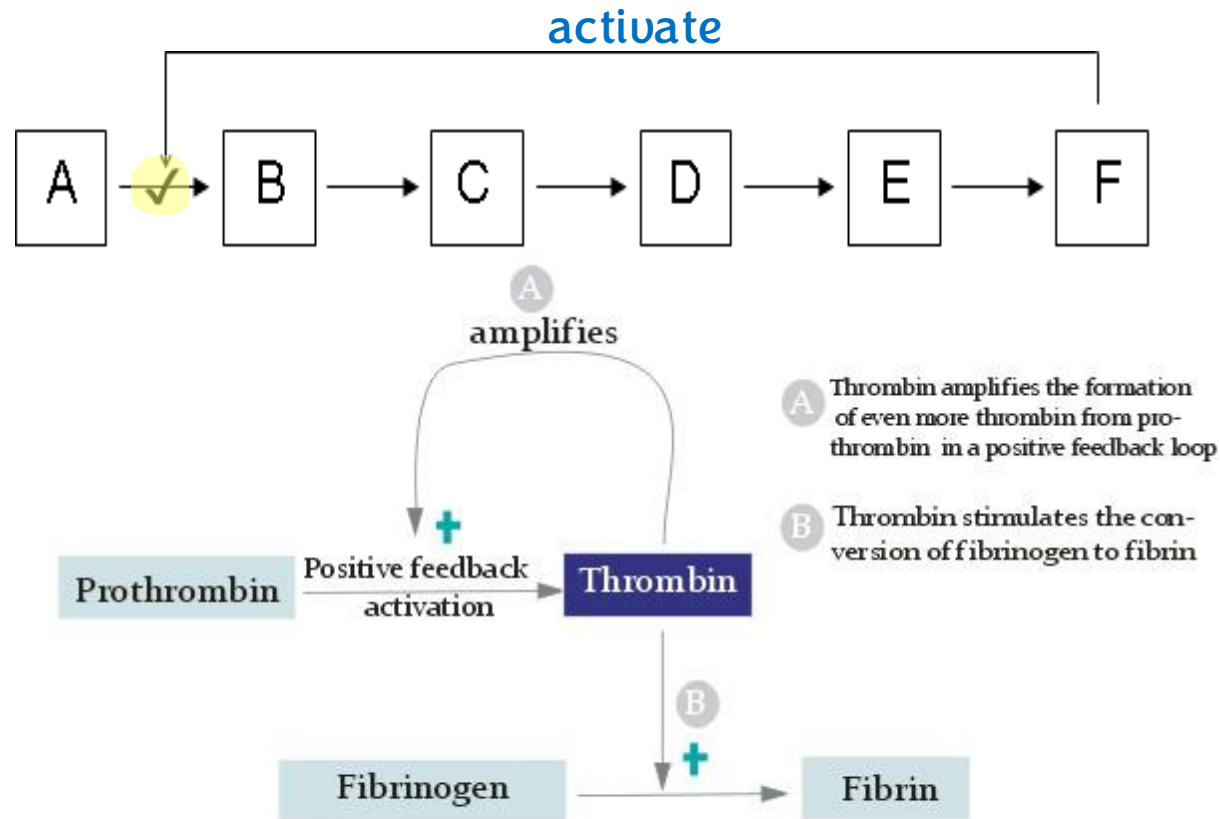 activate
A B C D E F
A
amplifies
A Thrombin amplifies the formation
of even more thrombin from pro-
thrombin in a positive feedback loop
B Thrombin stimulates the con-
version of fibrinogen to fibrin
Prothrombin
Positive feedback
activation
Thrombin
B
Fibrinogen
Fibrin